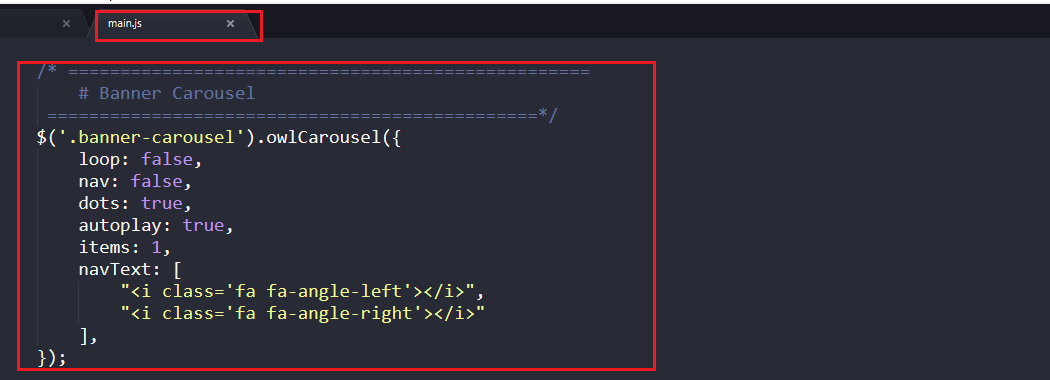 main.js
/* ==================================================
    # Banner Carousel
 ===============================================*/
$('.banner-carousel').owlCarousel({
    loop: false,
    nav: false,
    dots: true,
    autoplay: true,
    items: 1,
    navText: [
        "<i class='fa fa-angle-left'></i>",
        "<i class='fa fa-angle-right'></i>"
    ],
});